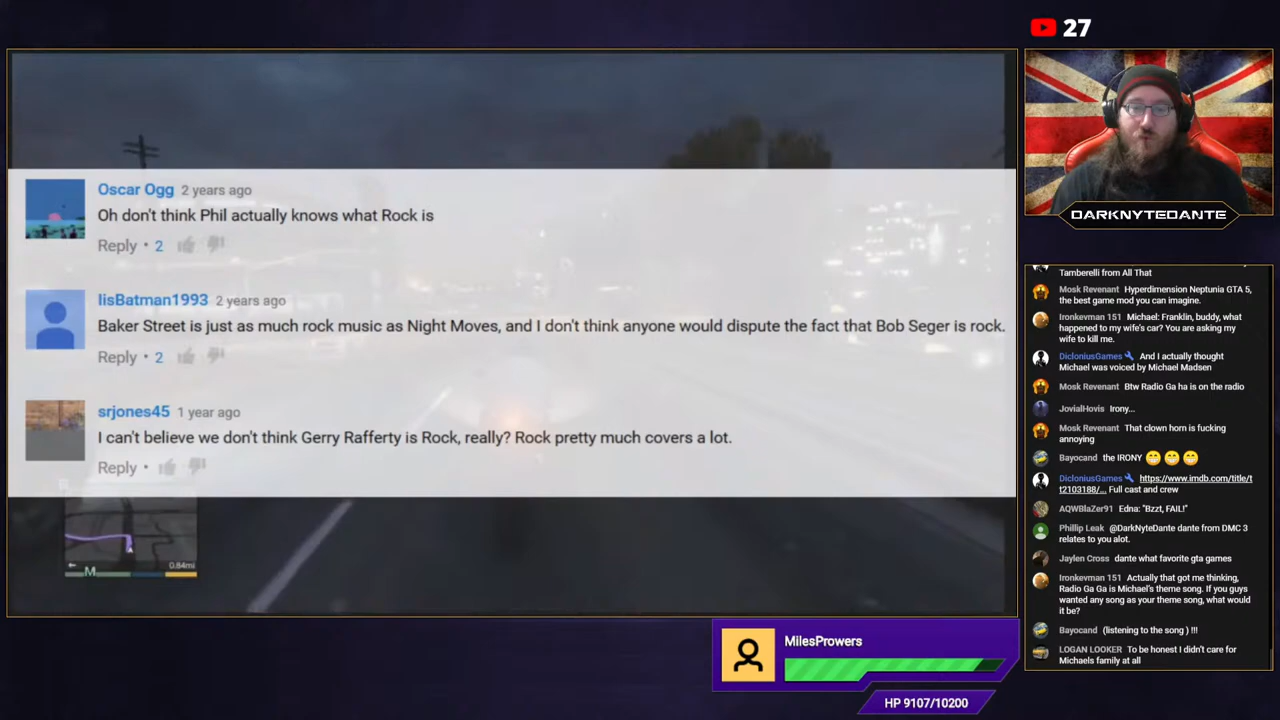 27
Oscar Ogg 2 years ago
Oh don't think Phil actually knows what Rock is
Reply • 2
IisBatman1993 2 years ago
Baker Street is just as much rock music as Night Moves, and I don't think anyone would dispute the fact that Bob Seger is rock.
Reply • 2
srjones45 1 year ago
I can't believe we don't think Gerry Rafferty is Rock, really? Rock pretty much covers a lot.
Reply •
0.84mi
M
DARKNYTEDANTE
Tamberelli from All That
Mosk Revenant Hyperdimension Neptunia GTA 5,
the best game mod you can imagine.
Ironkevman 151 Michael: Franklin, buddy, what
happened to my wife's car? You are asking my
wife to kill me.
DicloniusGames And I actually thought
Michael was voiced by Michael Madsen
Mosk Revenant Btw Radio Ga ha is on the radio
JovialHovis Irony...
Mosk Revenant That clown horn is fucking
annoying
Bayocand the IRONY 😁😁😁
DicloniusGames https://www.imdb.com/title/t
t2103188/... Full cast and crew
AQWBlaZer91 Edna: "Bzzt, FAIL!"
Phillip Leak @DarkNyteDante dante from DMC 3
relates to you alot.
Jaylen Cross dante what favorite gta games
Ironkevman 151 Actually that got me thinking,
Radio Ga Ga is Michael's theme song. If you guys
wanted any song as your theme song, what would
it be?
Bayocand (listening to the song ) !!!
LOGAN LOOKER To be honest I didn't care for
Michaels family at all
MilesProwers
HP 9107/10200